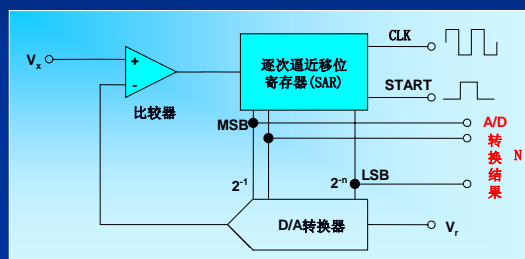 CLK
Vx
+
-
逐次逼近移位
寄存器(SAR)
START
比较器
MSB
A/D
转
换
结
果
N
2-1
2-n
LSB
D/A转换器
Vr